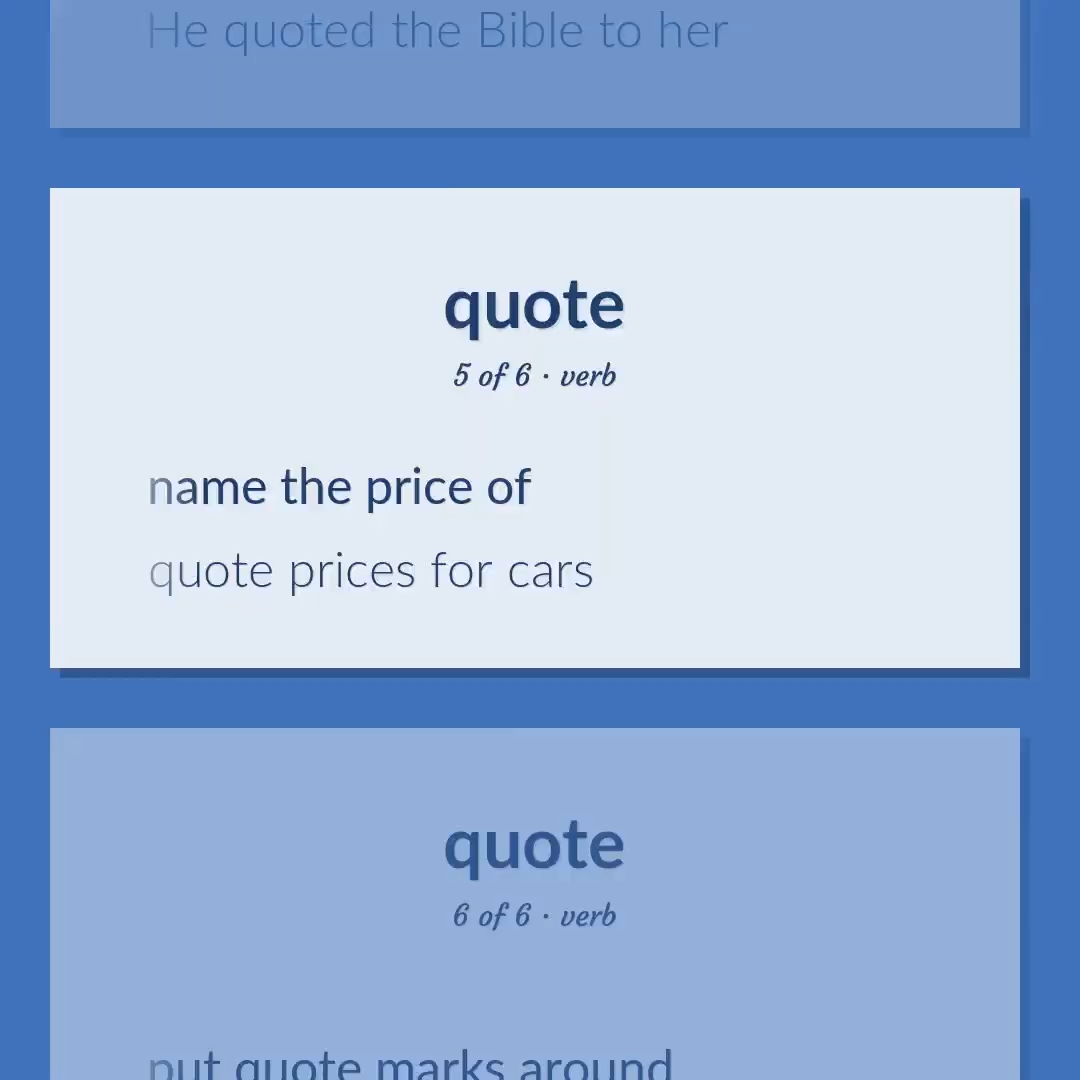 He quoted the Bible to her
quote
5 of 6 · verb
name the price of
quote prices for cars
quote
6 of 6 · verb
put quote marks around